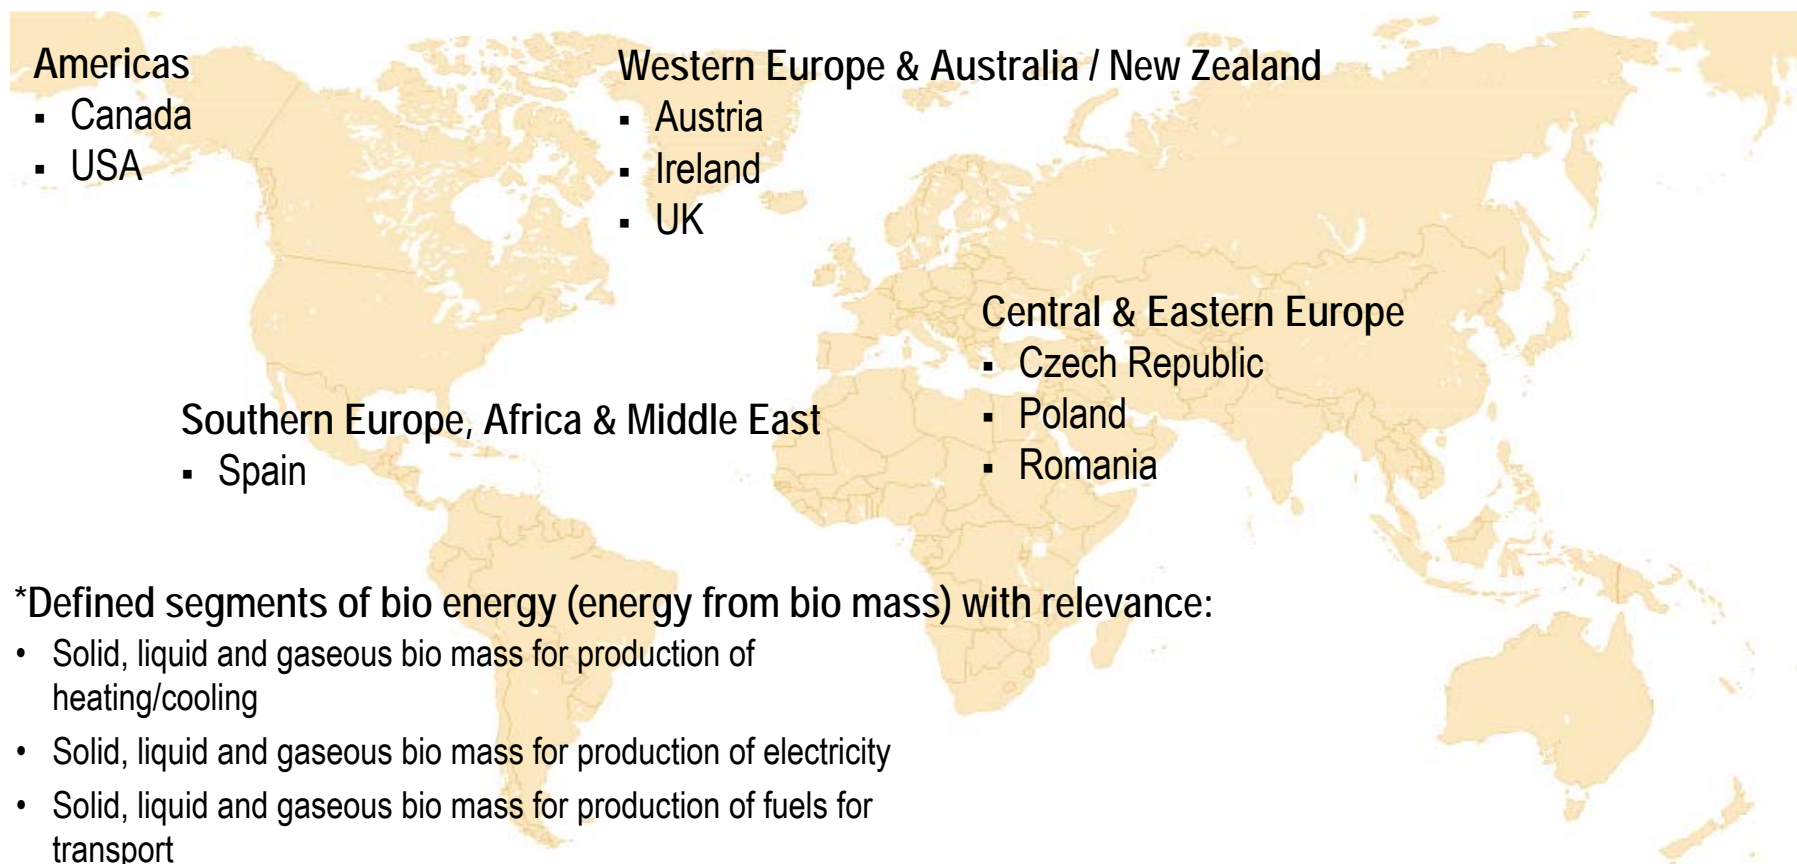 Americas
▪ Canada
▪ USA
Western Europe & Australia / New Zealand
▪ Austria
▪ Ireland
▪ UK
Central & Eastern Europe
▪ Czech Republic
▪ Poland
▪ Romania
Southern Europe, Africa & Middle East
▪ Spain
*Defined segments of bio energy (energy from bio mass) with relevance:
• Solid, liquid and gaseous bio mass for production of
heating/cooling
• Solid, liquid and gaseous bio mass for production of electricity
• Solid, liquid and gaseous bio mass for production of fuels for
transport